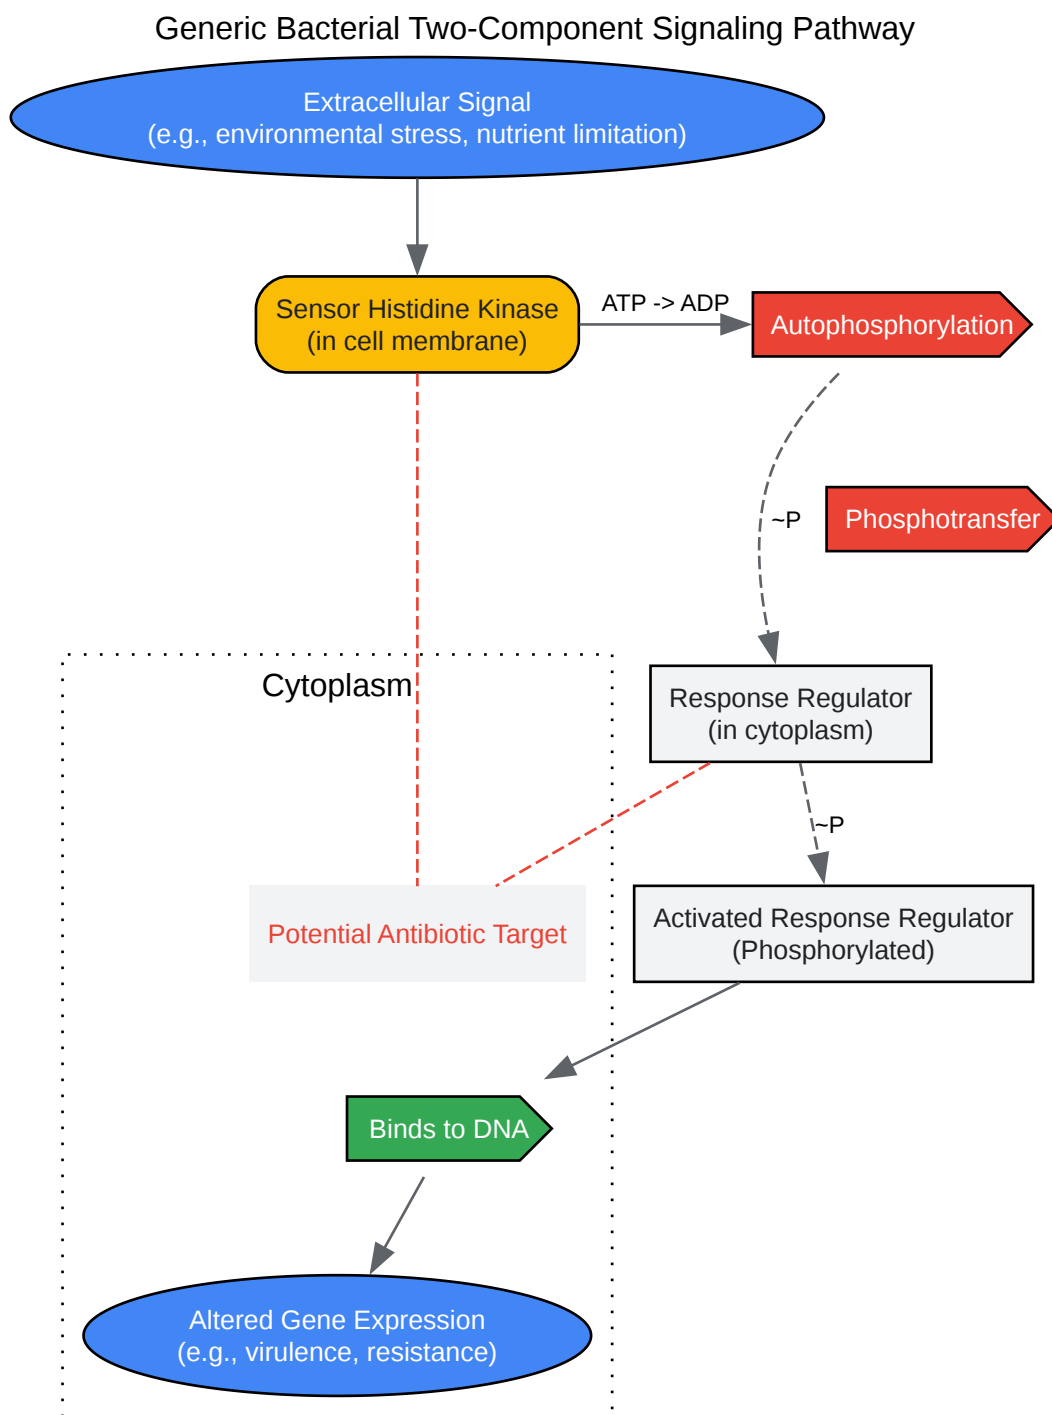 Generic Bacterial Two-Component Signaling Pathway
Extracellular Signal
(e.g., environmental stress, nutrient limitation)
Sensor Histidine Kinase
(in cell membrane)
ATP -> ADP
Autophosphorylation
~P
Phosphotransfer
Cytoplasm
Response Regulator
(in cytoplasm)
~P
Potential Antibiotic Target
Activated Response Regulator
(Phosphorylated)
Binds to DNA
Altered Gene Expression
(e.g., virulence, resistance)